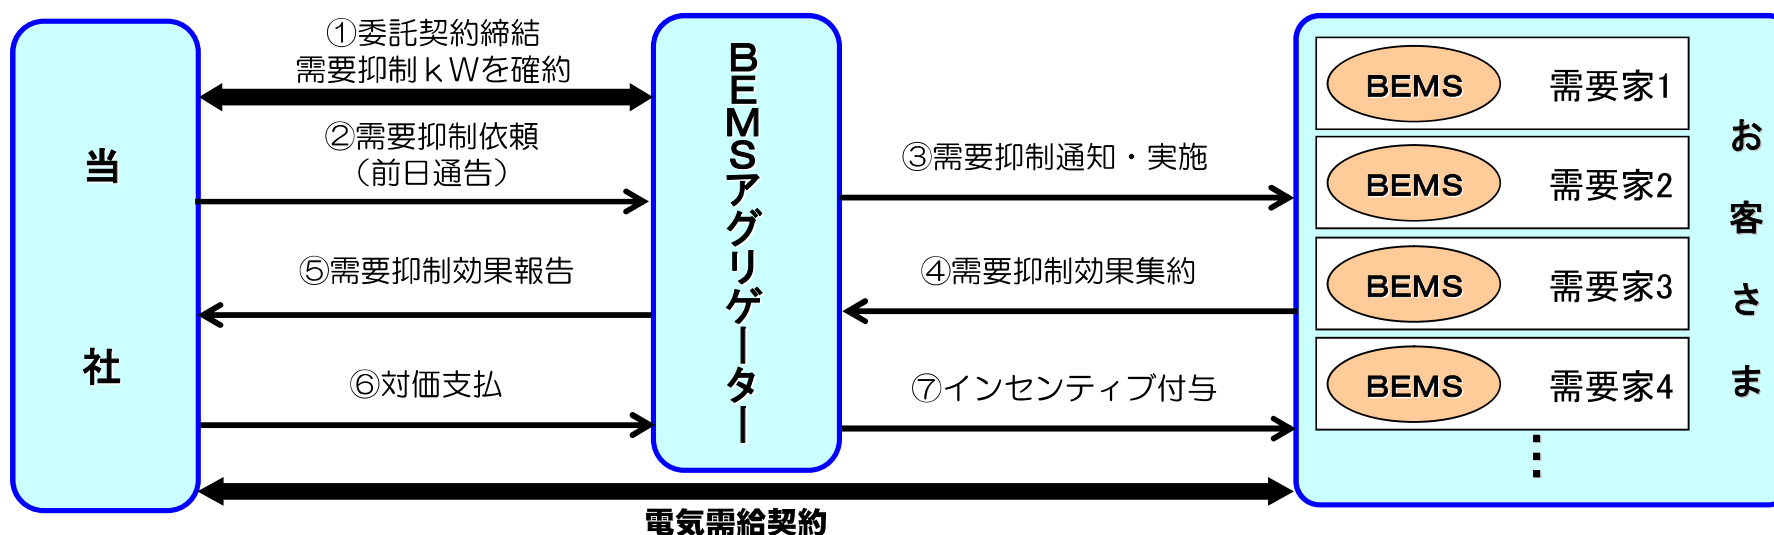 当社
①委託契約締結
需要抑制ｋＷを確約
②需要抑制依頼
（前日通告）
⑤需要抑制効果報告
⑥対価支払
BEMSアグリゲーター
③需要抑制通知・実施
④需要抑制効果集約
⑦インセンティブ付与
BEMS 需要家1
BEMS 需要家2
BEMS 需要家3
BEMS 需要家4
⋮
お客さま
電気需給契約